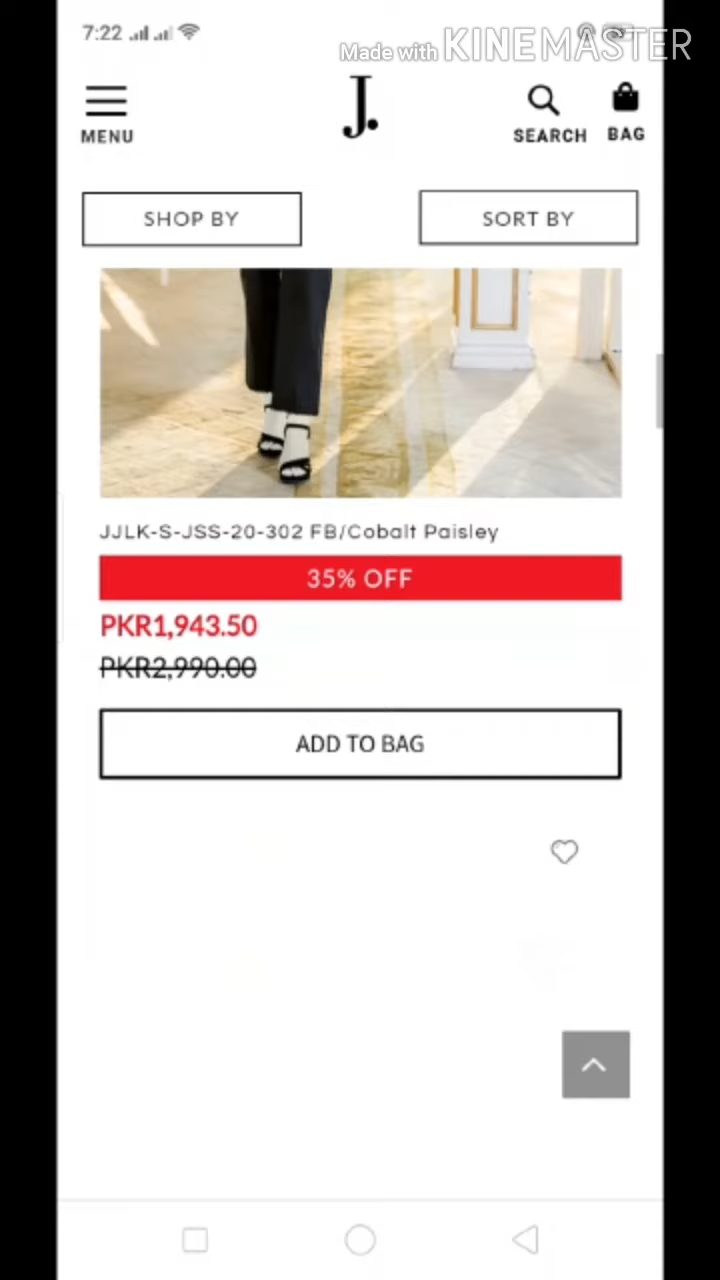 7:22
Made with KINEMASTER
MENU
J.
SEARCH
BAG
SHOP BY
SORT BY
JJLK-S-JSS-20-302 FB/Cobalt Paisley
35% OFF
PKR1,943.50
PKR2,990.00
ADD TO BAG